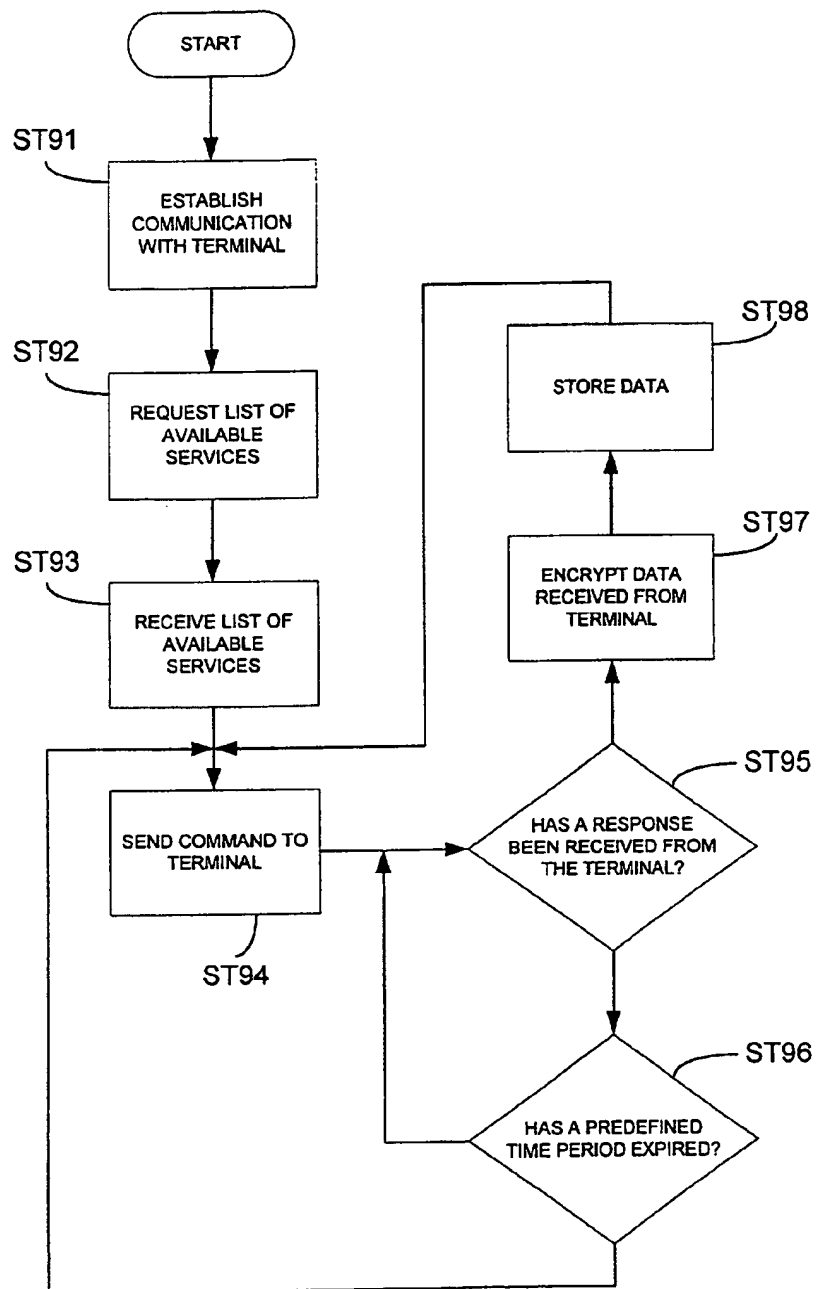 START
ST91
ESTABLISH
COMMUNICATION
WITH TERMINAL
ST92
REQUEST LIST OF
AVAILABLE
SERVICES
ST93
RECEIVE LIST OF
AVAILABLE
SERVICES
SEND COMMAND TO
TERMINAL
ST94
ST98
STORE DATA
ST97
ENCRYPT DATA
RECEIVED FROM
TERMINAL
ST95
HAS A RESPONSE
BEEN RECEIVED FROM
THE TERMINAL?
ST96
HAS A PREDEFINED
TIME PERIOD EXPIRED?